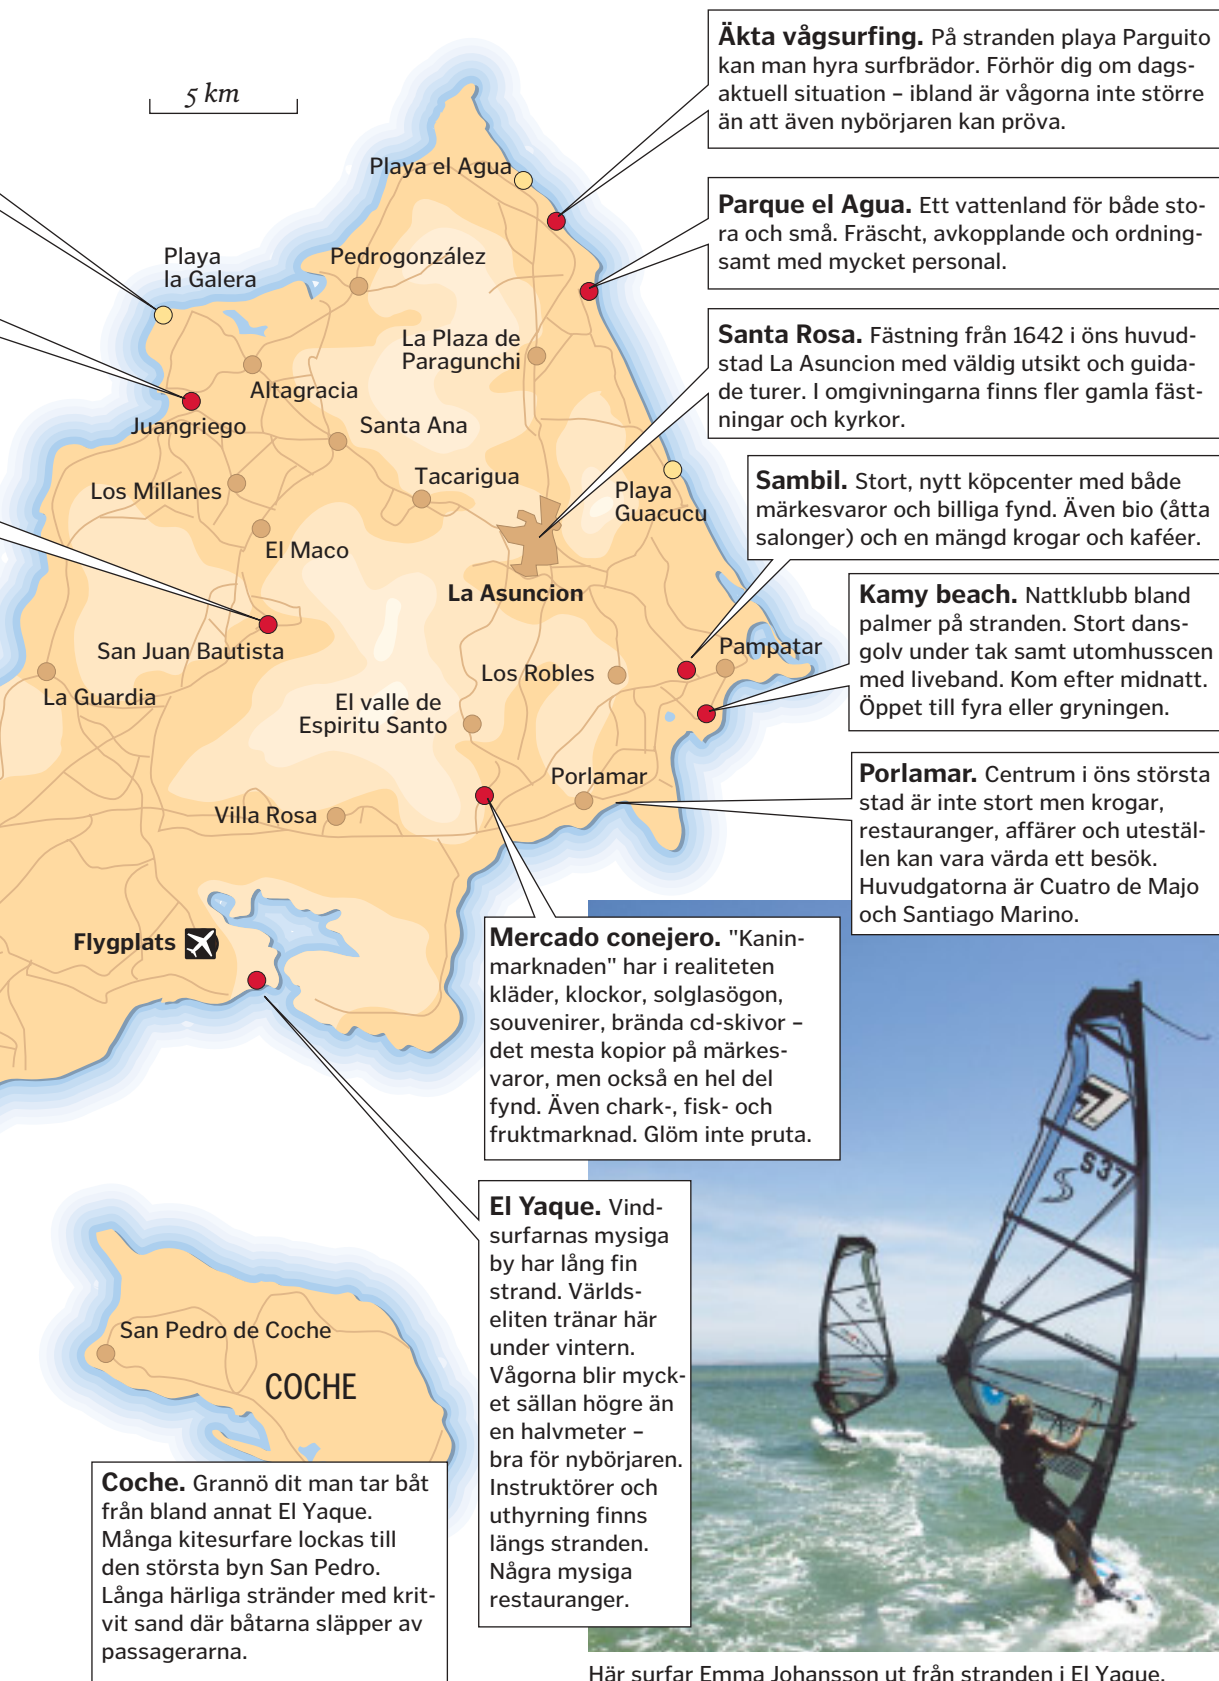 5 km
Äkta vågsurfing. På stranden playa Parguito
kan man hyra surfbrädor. Förhör dig om dags-
aktuell situation – ibland är vågorna inte större
än att även nybörjaren kan pröva.
Parque el Agua. Ett vattenland för både sto-
ra och små. Fräscht, avkopplande och ordning-
samt med mycket personal.
Santa Rosa. Fästning från 1642 i öns huvud-
stad La Asuncion med väldig utsikt och guida-
de turer. I omgivningarna finns fler gamla fäst-
ningar och kyrkor.
Sambil. Stort, nytt köpcenter med både
märkesvaror och billiga fynd. Även bio (åtta
salonger) och en mängd krogar och kaféer.
Kamy beach. Nattklubb bland
palmer på stranden. Stort dans-
golv under tak samt utomhusscen
med liveband. Kom efter midnatt.
Öppet till fyra eller gryningen.
Porlamar. Centrum i öns största
stad är inte stort men krogar,
restauranger, affärer och uteställ-
len kan vara värda ett besök.
Huvudgatorna är Cuatro de Majo
och Santiago Marino.
Playa el Agua
Playa
la Galera
Pedrogonzález
La Plaza de
Paragunchi
Altagracia
Juangriego
Santa Ana
Los Millanes
Tacarigua
Playa
Guacucu
El Maco
La Asuncion
San Juan Bautista
Los Robles
Pampatar
La Guardia
El valle de
Espiritu Santo
Porlamar
Villa Rosa
Flygplats
Mercado conejero. "Kanin-
marknaden" har i realiteten
kläder, klockor, solglasögon,
souvenirer, brända cd-skivor –
det mesta kopior på märkes-
varor, men också en hel del
fynd. Även chark-, fisk- och
fruktmarknad. Glöm inte pruta.
El Yaque. Vind-
surfarnas mysiga
by har lång fin
strand. Världs-
eliten tränar här
under vintern.
Vågorna blir myck-
et sällan högre än
en halvmeter –
bra för nybörjaren.
Instruktörer och
uthyrning finns
längs stranden.
Några mysiga
restauranger.
San Pedro de Coche
COCHE
Coche. Grannö dit man tar båt
från bland annat El Yaque.
Många kitesurfare lockas till
den största byn San Pedro.
Långa härliga stränder med krit-
vit sand där båtarna släpper av
passagerarna.
S37
Här surfar Emma Johansson ut från stranden i El Yaque.